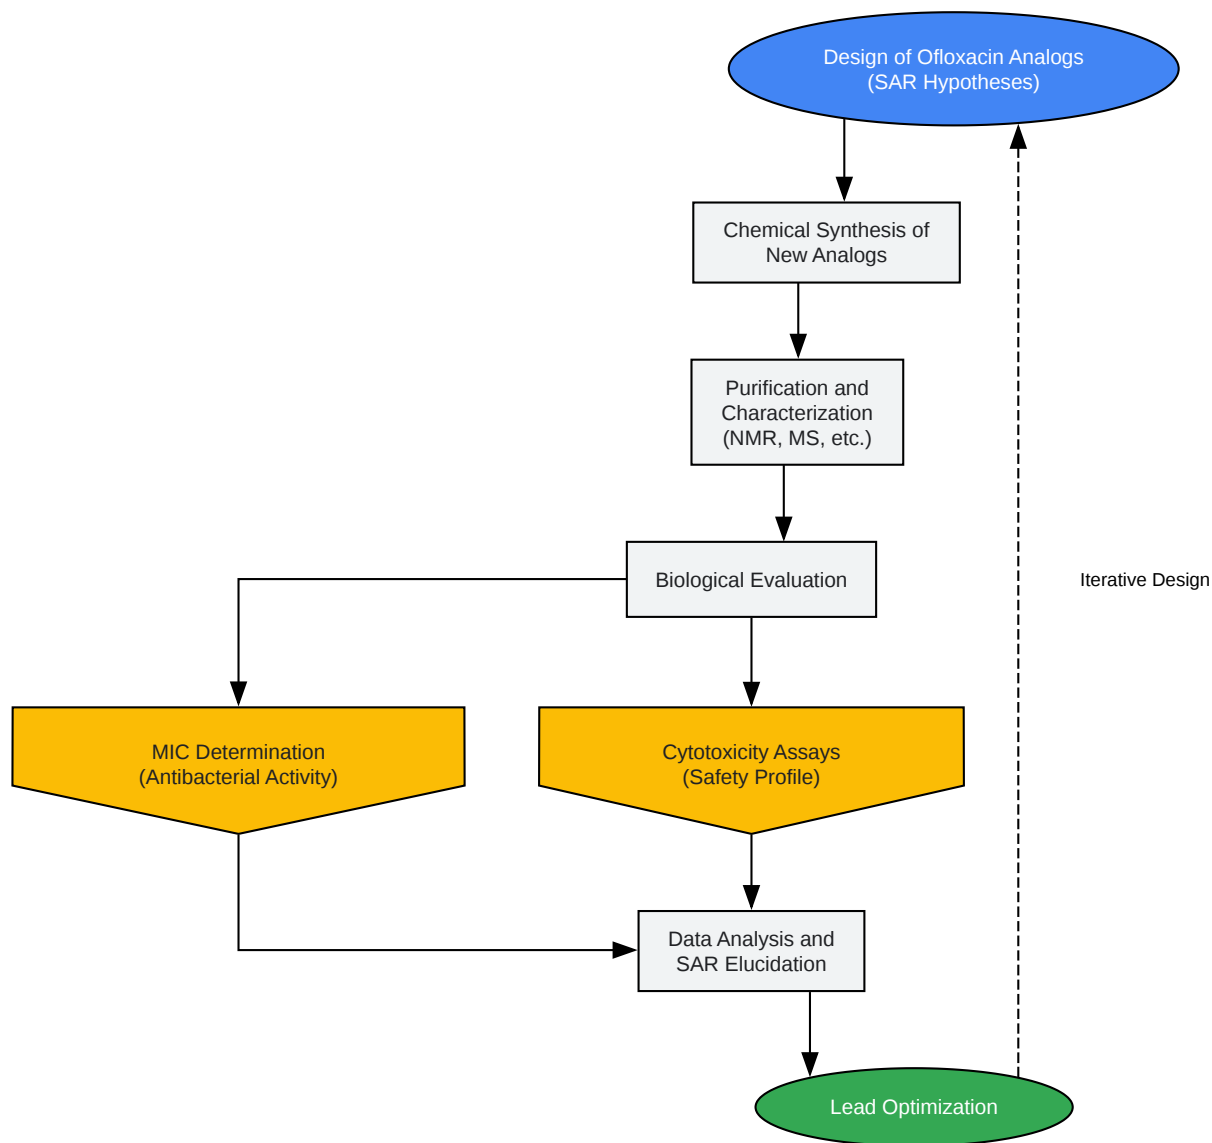 Design of Ofloxacin Analogs
(SAR Hypotheses)
Chemical Synthesis of
New Analogs
Purification and
Characterization
(NMR, MS, etc.)
Biological Evaluation
Iterative Design
MIC Determination
(Antibacterial Activity)
Cytotoxicity Assays
(Safety Profile)
Data Analysis and
SAR Elucidation
Lead Optimization